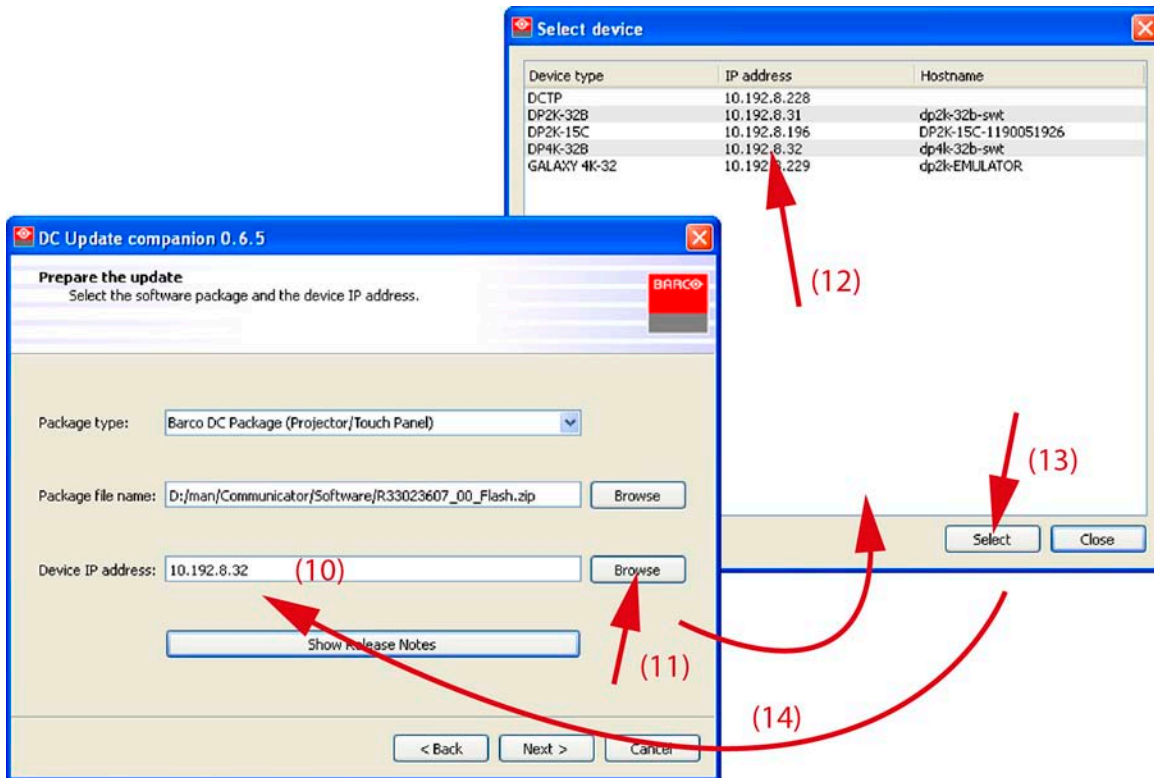 Select device
Device type IP address Hostname
DCTP 10.192.8.228
DP2K-32B 10.192.8.31 dp2k-32b-swt
DP2K-15C 10.192.8.196 DP2K-15C-1190051926
DP4K-32B 10.192.8.32 dp4k-32b-swt
GALAXY 4K-32 10.192.8.229 dp2k-EMULATOR
(12)
(13)
Select Close
DC Update companion 0.6.5
Prepare the update
Select the software package and the device IP address.
BARCO
Package type: Barco DC Package (Projector/Touch Panel)
Package file name: D:/man/Communicator/Software/R33023607_00_Flash.zip Browse
Device IP address: 10.192.8.32 (10) Browse
Show Release Notes
(11)
(14)
< Back Next > Cancel